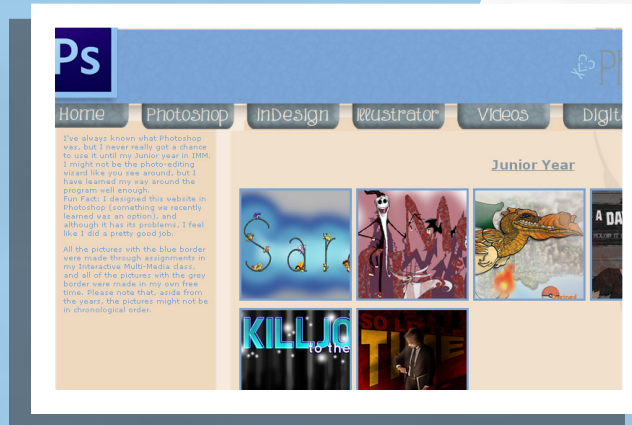 Ps
Home
Photoshop
InDesign
Illustrator
Videos
I've always known what Photoshop
was, but I never really got a chance
to use it until my Junior year in IMM.
I might not be the photo-editing
wizard like you see around, but I
have learned my way around the
program well enough.
Fun Fact: I designed this website in
Photoshop (something we recently
learned was an option), and
although it has its problems, I feel
like I did a pretty good job.
All the pictures with the blue border
were made through assignments in
my Interactive Multi-Media class,
and all of the pictures with the grey
border were made in my own free
time. Please note that, aside from
the years, the pictures might not be
in chronological order.
Junior Year
Sar
A DA
KILLJO
to the
TIME